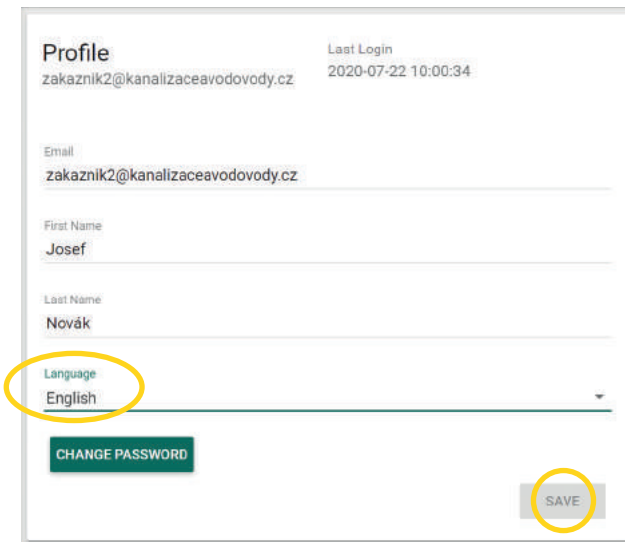 Profile
zakaznik2@kanalizaceavodovody.cz
Last Login
2020-07-22 10:00:34
Email
zakaznik2@kanalizaceavodovody.cz
First Name
Josef
Last Name
Novák
Language
English
CHANGE PASSWORD
SAVE